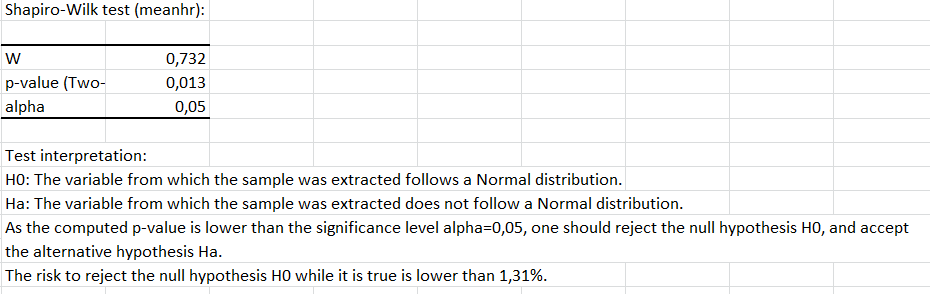 Shapiro-Wilk test (meanhr):
W 0,732
p-value (Two- 0,013
alpha 0,05
Test interpretation:
H0: The variable from which the sample was extracted follows a Normal distribution.
Ha: The variable from which the sample was extracted does not follow a Normal distribution.
As the computed p-value is lower than the significance level alpha=0,05, one should reject the null hypothesis H0, and accept
the alternative hypothesis Ha.
The risk to reject the null hypothesis H0 while it is true is lower than 1,31%.